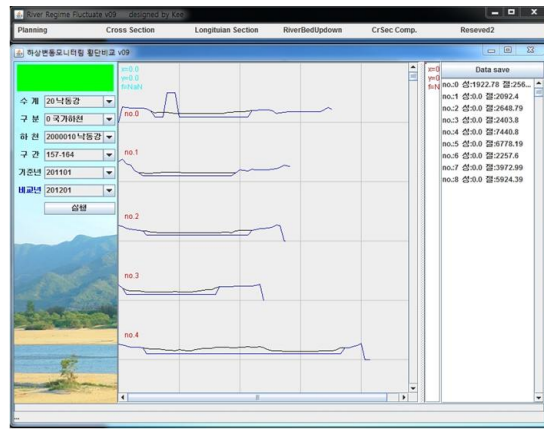 River Regime Fluctuate v09 designed by Kee
Planning Cross Section Longituian Section RiverBedUpdown CrSec Comp. Reseved2
하상변동모니터링 횡단비교 v09
x=0.0
y=0.0
f=NaN
x=0
y=0
f=N
Data save
수 계 20낙동강
구 분 0 국가하천
하 천 2000010낙동강
구 간 157-164
기준년 201101
비교년 201201
실행
no.0
no.1
no.2
no.3
no.4
no.:0 성:1922.78 절:256...
no.:1 성:0.0 절:2092.4
no.:2 성:0.0 절:2648.79
no.:3 성:0.0 절:2403.8
no.:4 성:0.0 절:7440.8
no.:5 성:0.0 절:6778.19
no.:6 성:0.0 절:2257.6
no.:7 성:0.0 절:3972.99
no.:8 성:0.0 절:5924.39
...